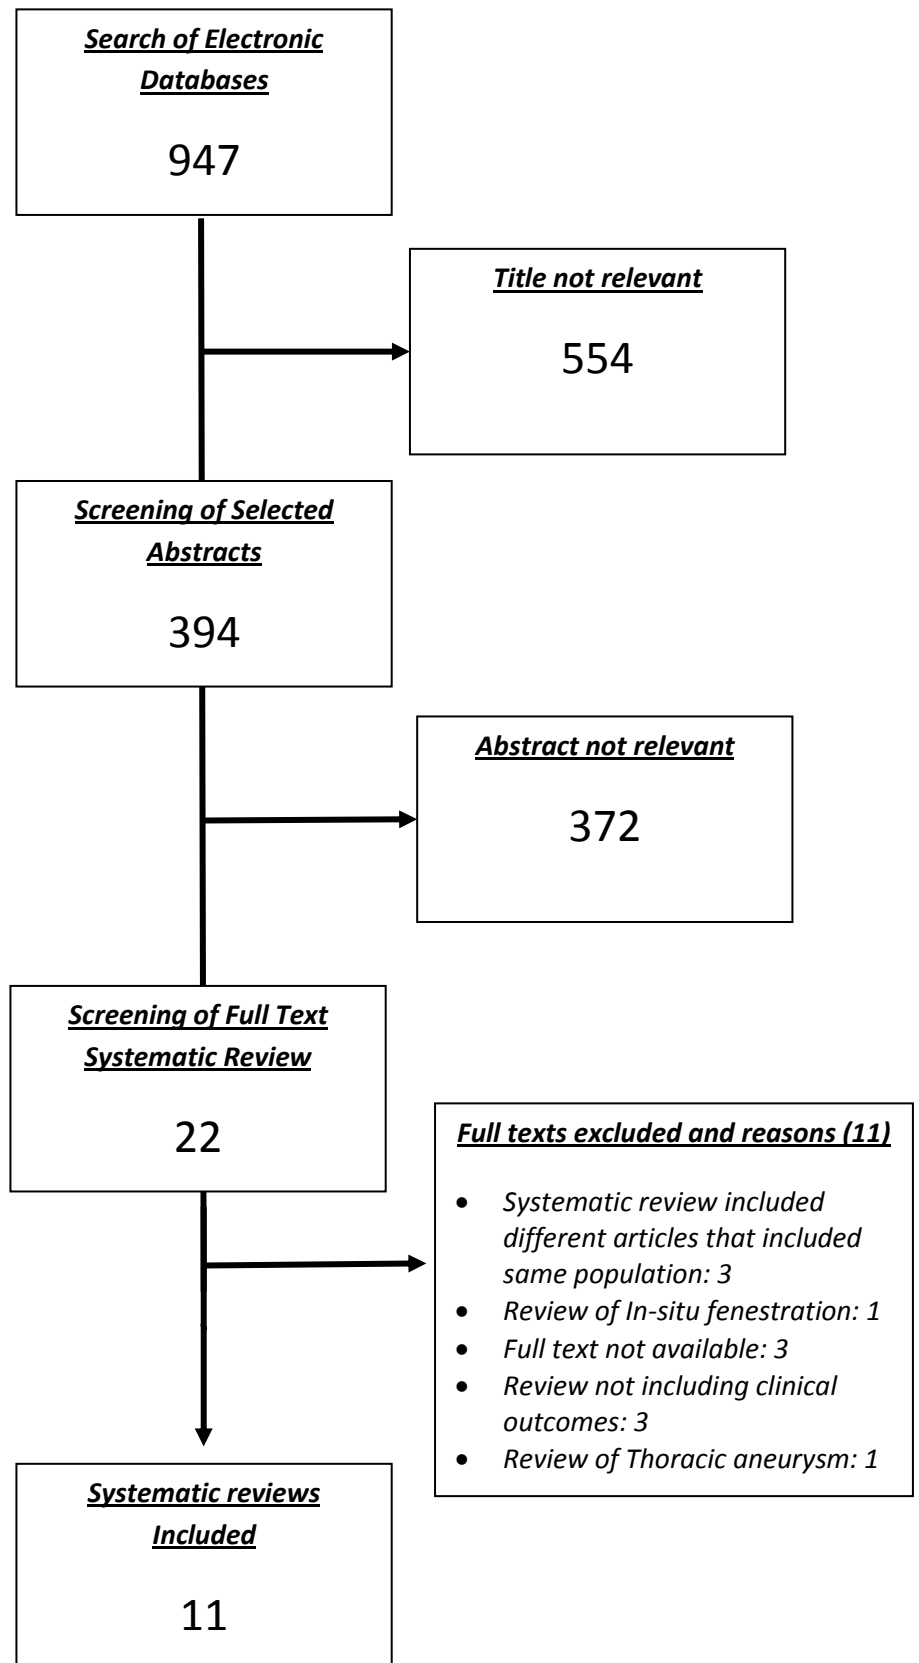 Search of Electronic
Databases
947
Title not relevant
554
Screening of Selected
Abstracts
394
Abstract not relevant
372
Screening of Full Text
Systematic Review
22
Full texts excluded and reasons (11)
• Systematic review included
different articles that included
same population: 3
• Review of In-situ fenestration: 1
• Full text not available: 3
• Review not including clinical
outcomes: 3
• Review of Thoracic aneurysm: 1
Systematic reviews
Included
11